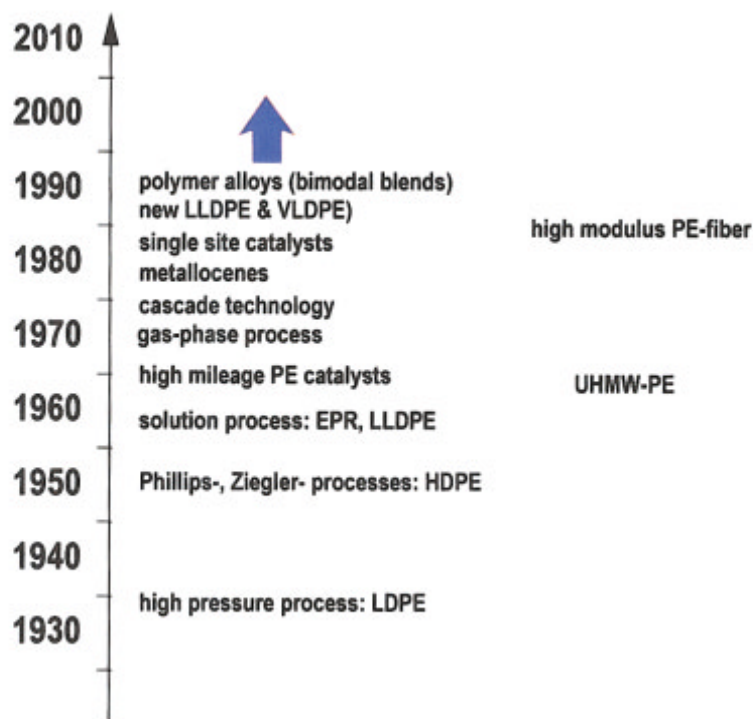 2010
2000
1990
polymer alloys (bimodal blends)
new LLDPE & VLDPE)
high modulus PE-fiber
single site catalysts
1980
metallocenes
cascade technology
1970
gas-phase process
high mileage PE catalysts
UHMW-PE
1960
solution process: EPR, LLDPE
1950
Phillips-, Ziegler- processes: HDPE
1940
high pressure process: LDPE
1930